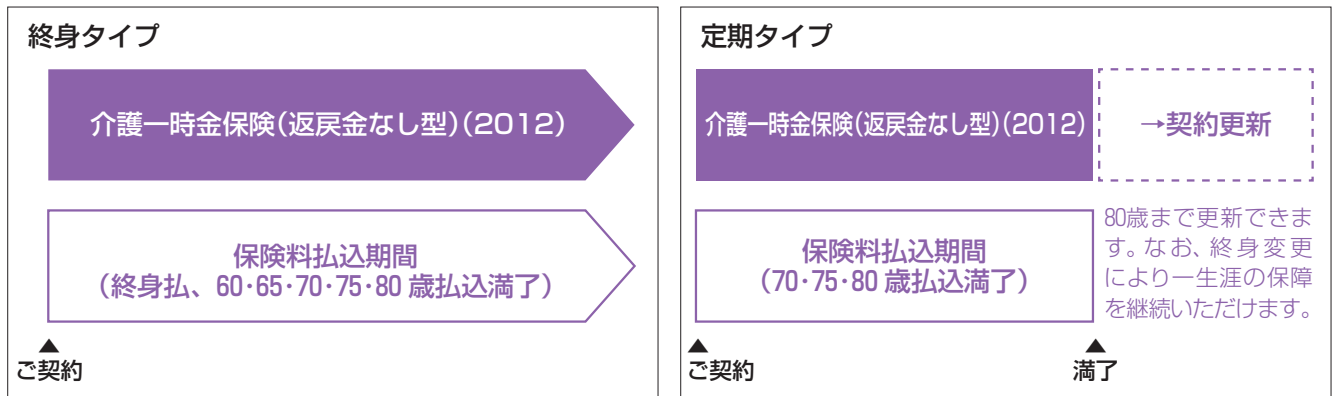 終身タイプ
介護一時金保険(返戻金なし型)(2012)
保険料払込期間
(終身払、60・65・70・75・80 歳払込満了)
▲
ご契約
定期タイプ
介護一時金保険(返戻金なし型)(2012)
→契約更新
保険料払込期間
(70・75・80 歳払込満了)
80歳まで更新できま
す。なお、終身変更
により一生涯の保障
を継続いただけます。
▲
ご契約
▲
満了